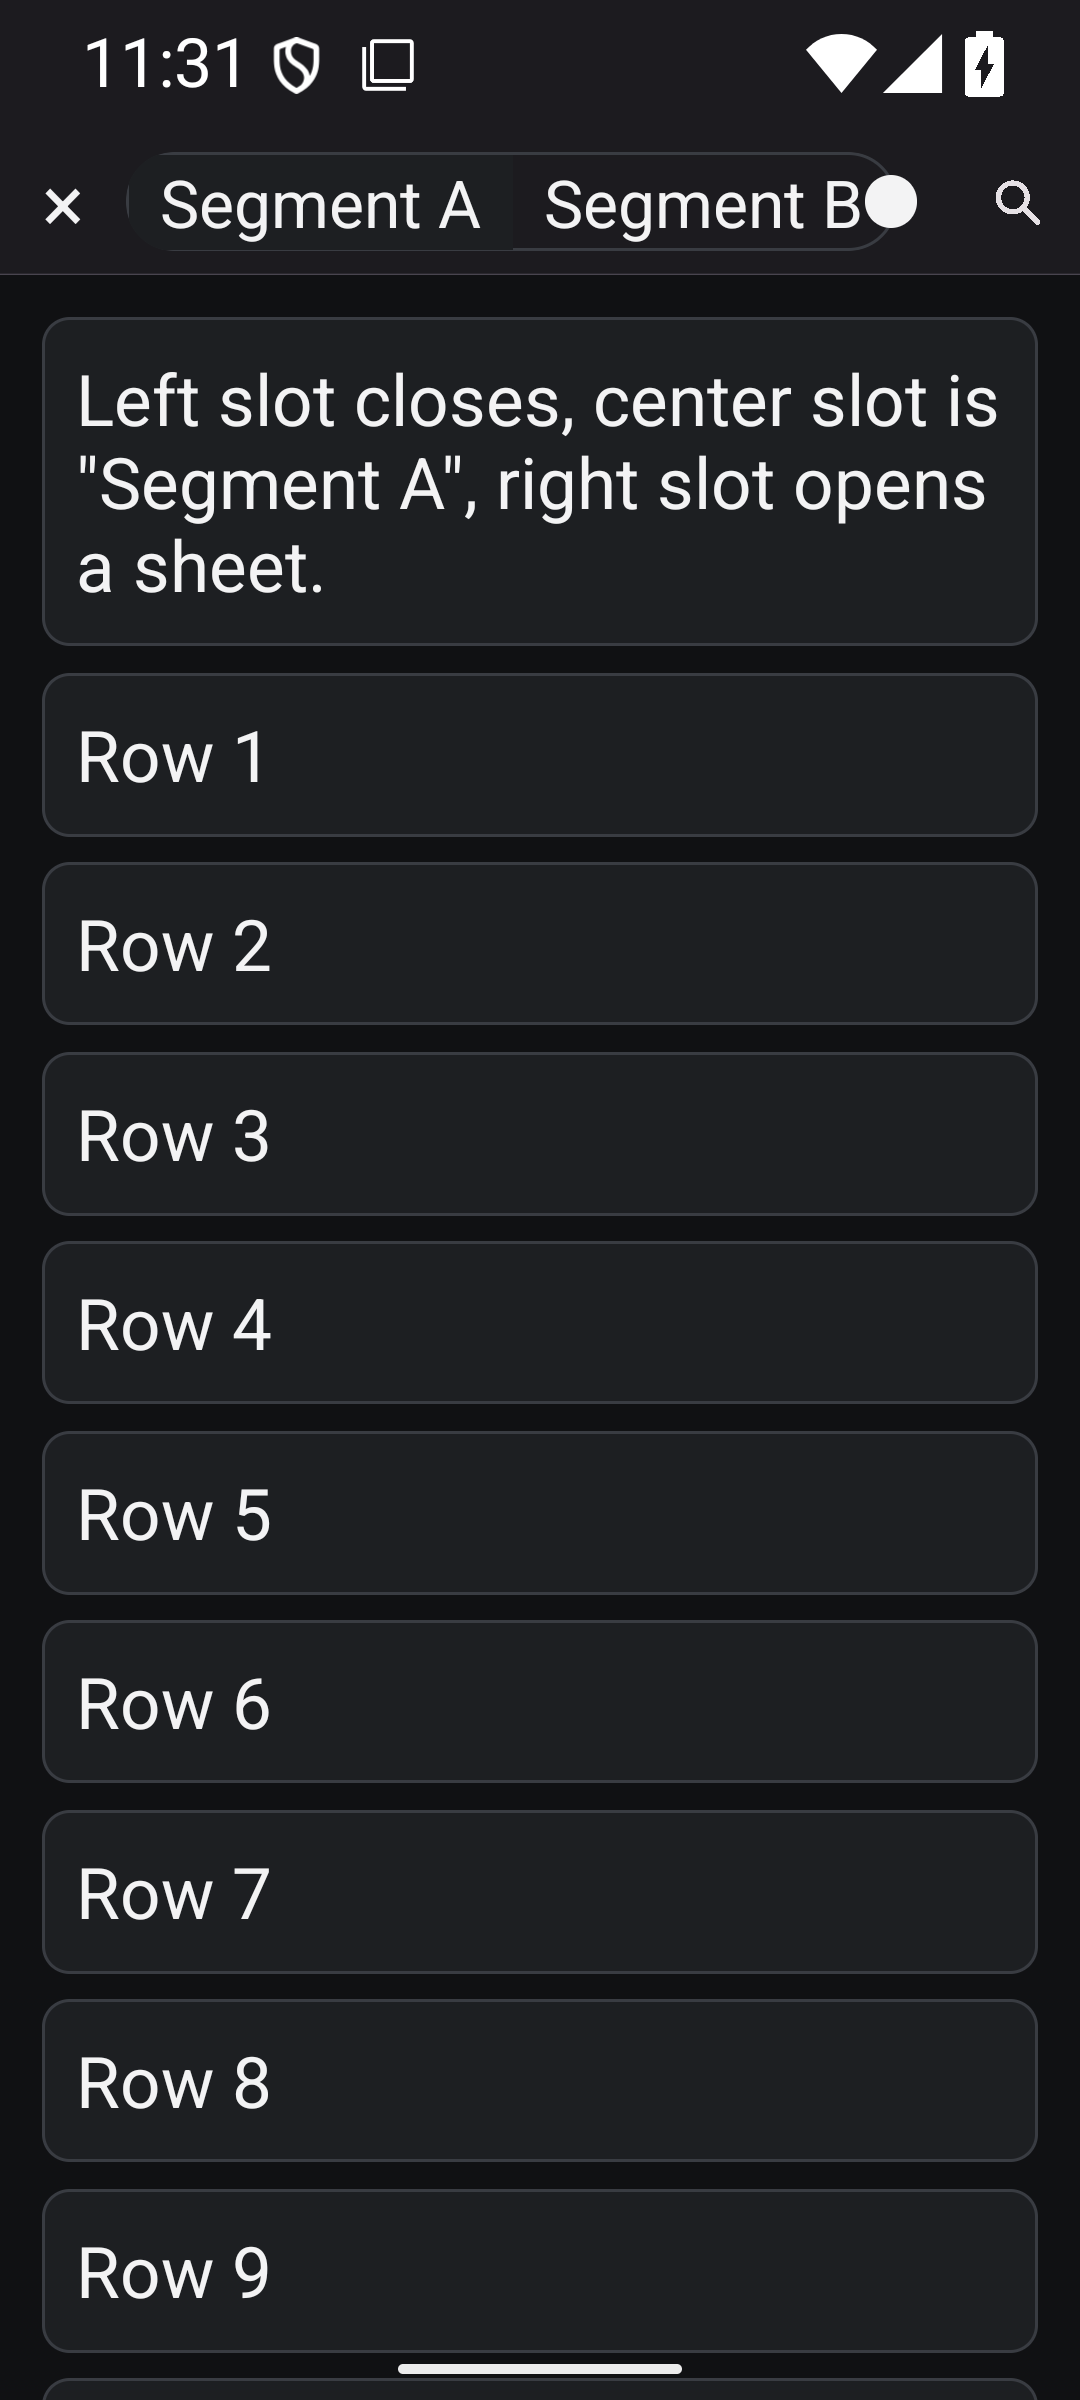 11:31
Segment A Segment B
Left slot closes, center slot is
"Segment A", right slot opens
a sheet.
Row 1
Row 2
Row 3
Row 4
Row 5
Row 6
Row 7
Row 8
Row 9